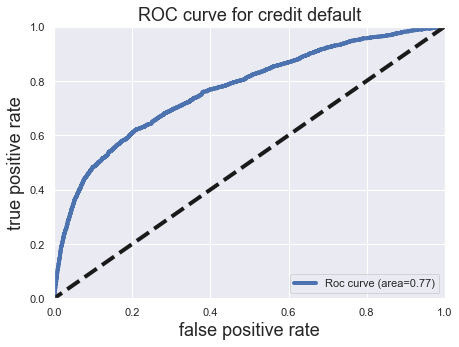 ROC curve for credit default
1.0
0.8
0.6
0.4
0.2
0.0
true positive rate
Roc curve (area=0.77)
0.0 0.2 0.4 0.6 0.8 1.0
false positive rate